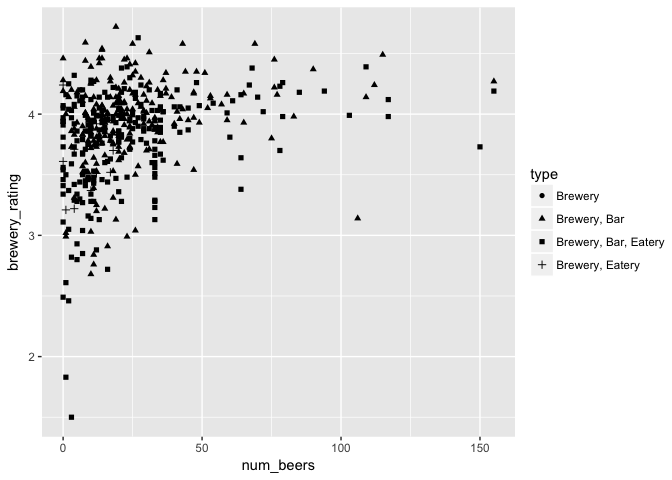 4
3
2
0
50
100
150
num_beers
brewery_rating
type
Brewery
Brewery, Bar
Brewery, Bar, Eatery
Brewery, Eatery